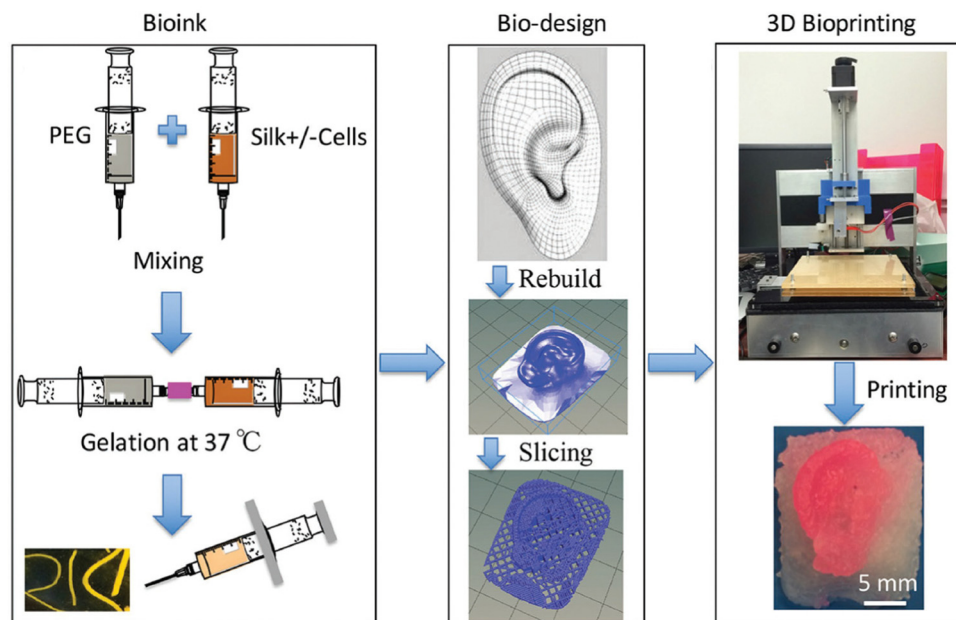 Bioink
PEG
Silk+/-Cells
Mixing
Gelation at 37 ℃
Bio-design
Rebuild
Slicing
3D Bioprinting
Printing
5 mm